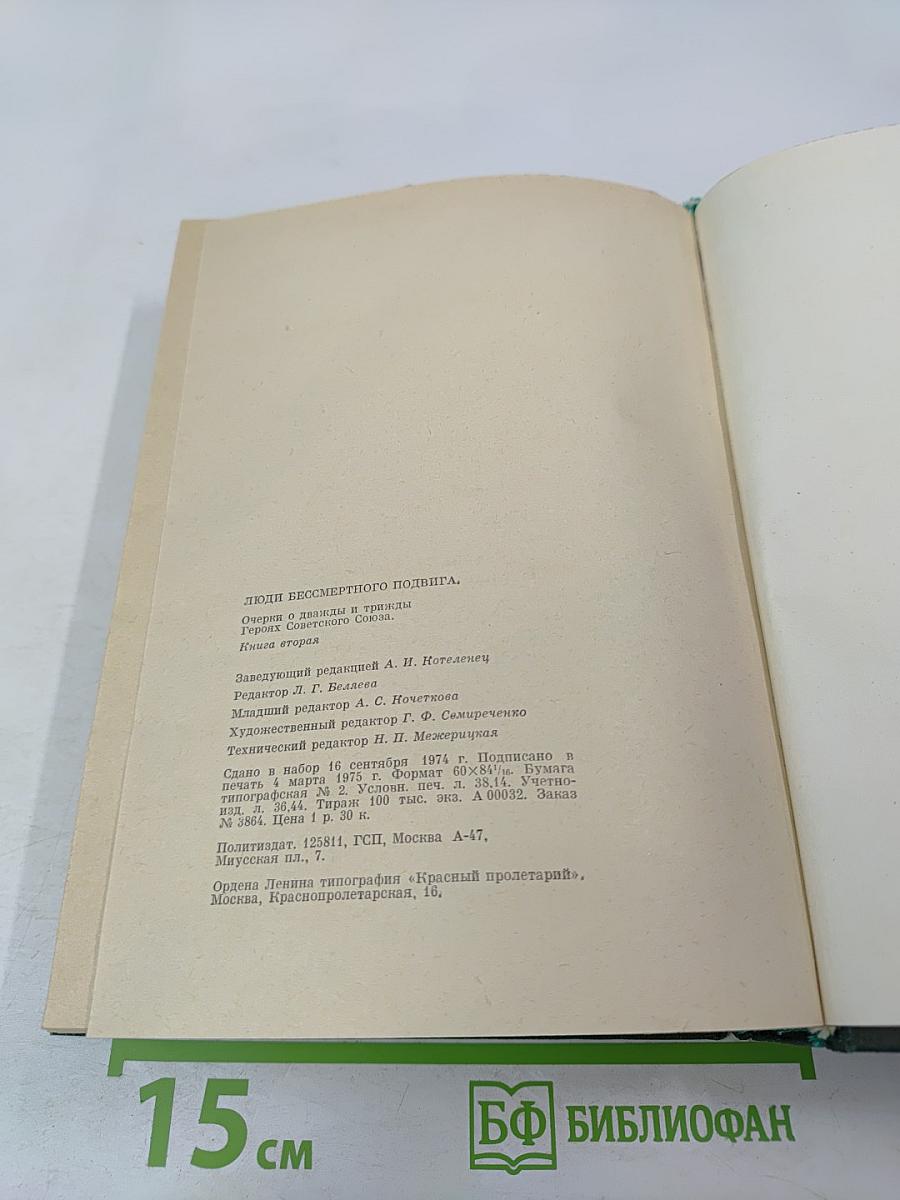 ЛЮДИ БЕССМЕРТНОГО ПОДВИГА.
Очерки о дважды и трижды
Героях Советского Союза.
Книга вторая
Заведующий редакцией А. И. Котеленец
Редактор Л. Г. Беляева
Младший редактор А. С. Кочеткова
Художественный редактор Г. Ф. Семиреченко
Технический редактор Н. П. Межерицкая
Сдано в набор 16 сентября 1974 г. Подписано в
печать 4 марта 1975 г. Формат 60×84¹/₁₆. Бумага
типографская № 2. Условн. печ. л. 38,14. Учетно-
изд. л. 36,44. Тираж 100 тыс. экз. А 00032. Заказ
№ 3864. Цена 1 р. 30 к.
Политиздат. 125811, ГСП, Москва А-47,
Миусская пл., 7.
Ордена Ленина типография «Красный пролетарий».
Москва, Краснопролетарская, 16.
15 см
БФ БИБЛИОФАН